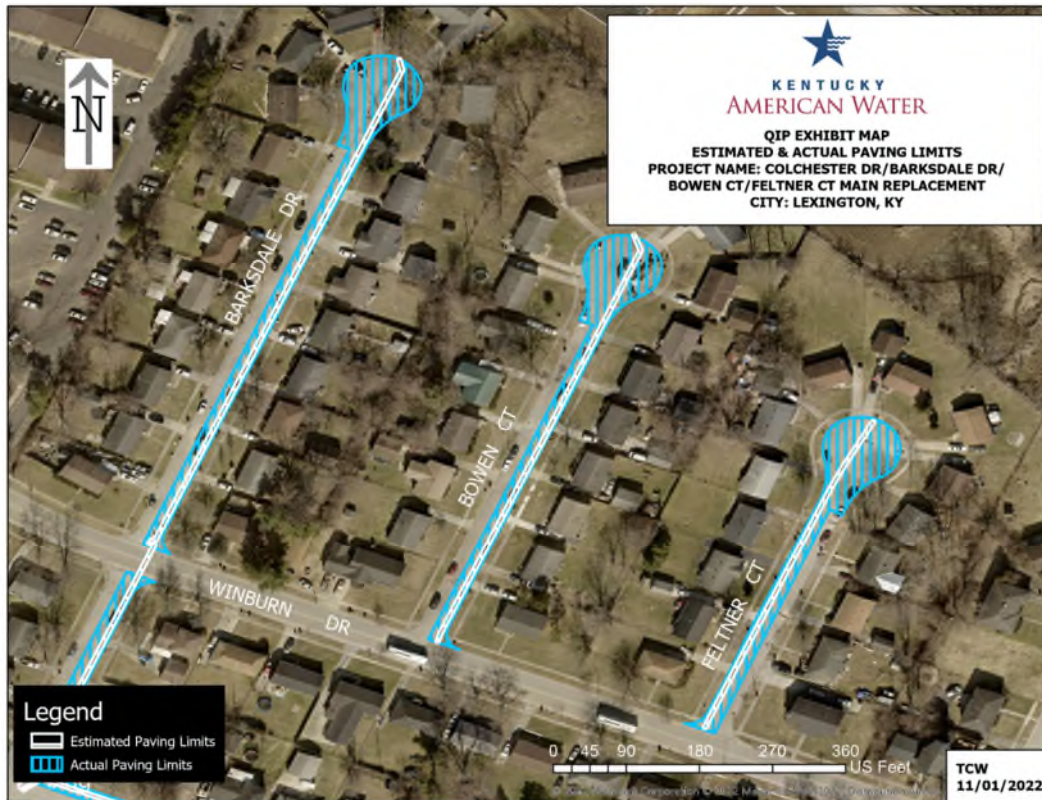 KENTUCKY
AMERICAN WATER
QIP EXHIBIT MAP
ESTIMATED & ACTUAL PAVING LIMITS
PROJECT NAME: COLCHESTER DR/BARKSDALE DR/
BOWEN CT/FELTNER CT MAIN REPLACEMENT
CITY: LEXINGTON, KY
N
BARKSDALE DR
BOWEN CT
FELTNER CT
WINBURN DR
Legend
Estimated Paving Limits
Actual Paving Limits
0 45 90 180 270 360
US Feet
TCW
11/01/2022